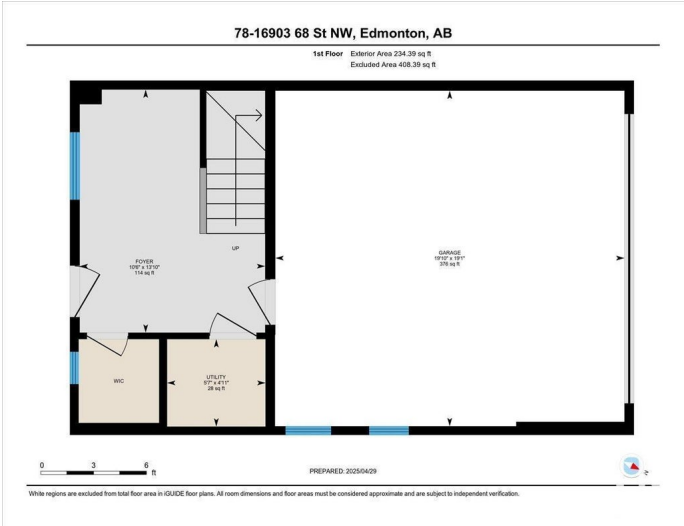 78-16903 68 St NW, Edmonton, AB
1st Floor Exterior Area 234.39 sq ft
Excluded Area 408.39 sq ft
UP
FOYER
10'6" x 13'10"
114 sq ft
GARAGE
19'10" x 19'1"
376 sq ft
WIC
UTILITY
5'7" x 4'11"
28 sq ft
0 3 6
ft
PREPARED: 2025/04/29
White regions are excluded from total floor area in iGUIDE floor plans. All room dimensions and floor areas must be considered approximate and are subject to independent verification.